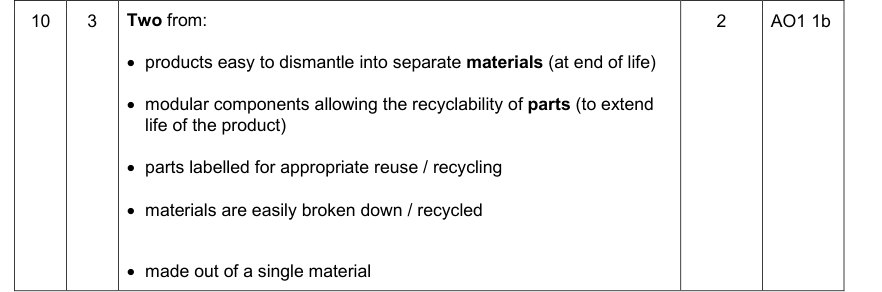 10 3 Two from: 2 AO1 1b
• products easy to dismantle into separate materials (at end of life)
• modular components allowing the recyclability of parts (to extend
life of the product)
• parts labelled for appropriate reuse / recycling
• materials are easily broken down / recycled
• made out of a single material